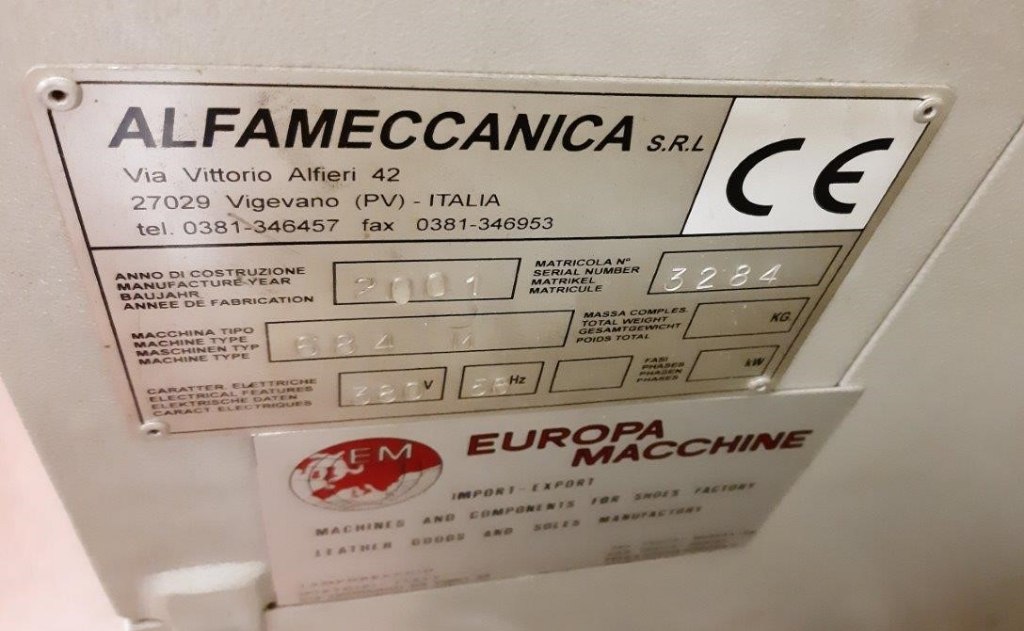 ALFAMECCANICA S.R.L
CE
Via Vittorio Alfieri 42
27029 Vigevano (PV) - ITALIA
tel. 0381-346457 fax 0381-346953
ANNO DI COSTRUZIONE
MANUFACTURE YEAR
BAUJAHR
ANNEE DE FABRICATION
2001
MATRICOLA N°
SERIAL NUMBER
MATRIKEL
MATRICULE
3284
MACCHINA TIPO
MACHINE TYPE
MASCHINEN TYP
MACHINE TYPE
684 M
MASSA COMPLES.
TOTAL WEIGHT
GESAMTGEWICHT
POIDS TOTAL
KG.
CARATTER. ELETTRICHE
ELECTRICAL FEATURES
ELEKTRISCHE DATEN
CARACT. ELECTRIQUES
380 V
Hz
FASI
PHASES
PHASEN
PHASES
kW
EM
EUROPA
MACCHINE
IMPORT-EXPORT
MACHINES AND COMPONENTS FOR SHOES FACTORY
LEATHER GOODS AND SOLES MANUFACTORY